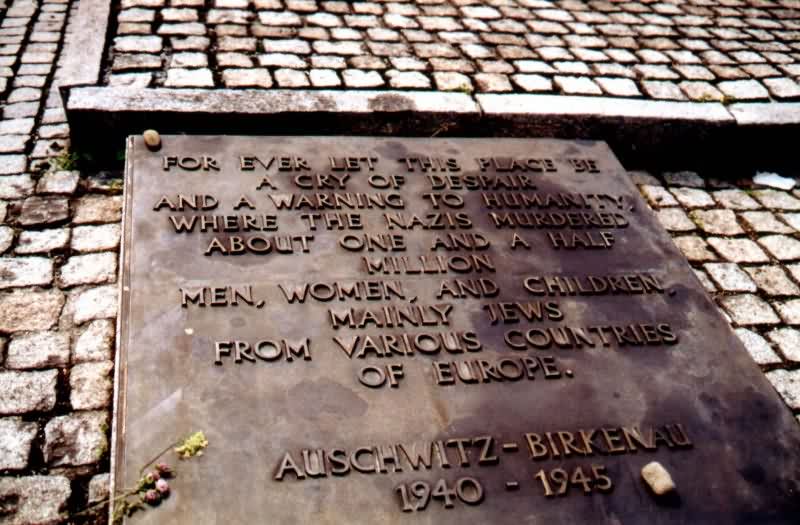 FOR EVER LET THIS PLACE BE
A CRY OF DESPAIR
AND A WARNING TO HUMANITY,
WHERE THE NAZIS MURDERED
ABOUT ONE AND A HALF
MILLION
MEN, WOMEN, AND CHILDREN,
MAINLY JEWS
FROM VARIOUS COUNTRIES
OF EUROPE.
AUSCHWITZ - BIRKENAU
1940 - 1945